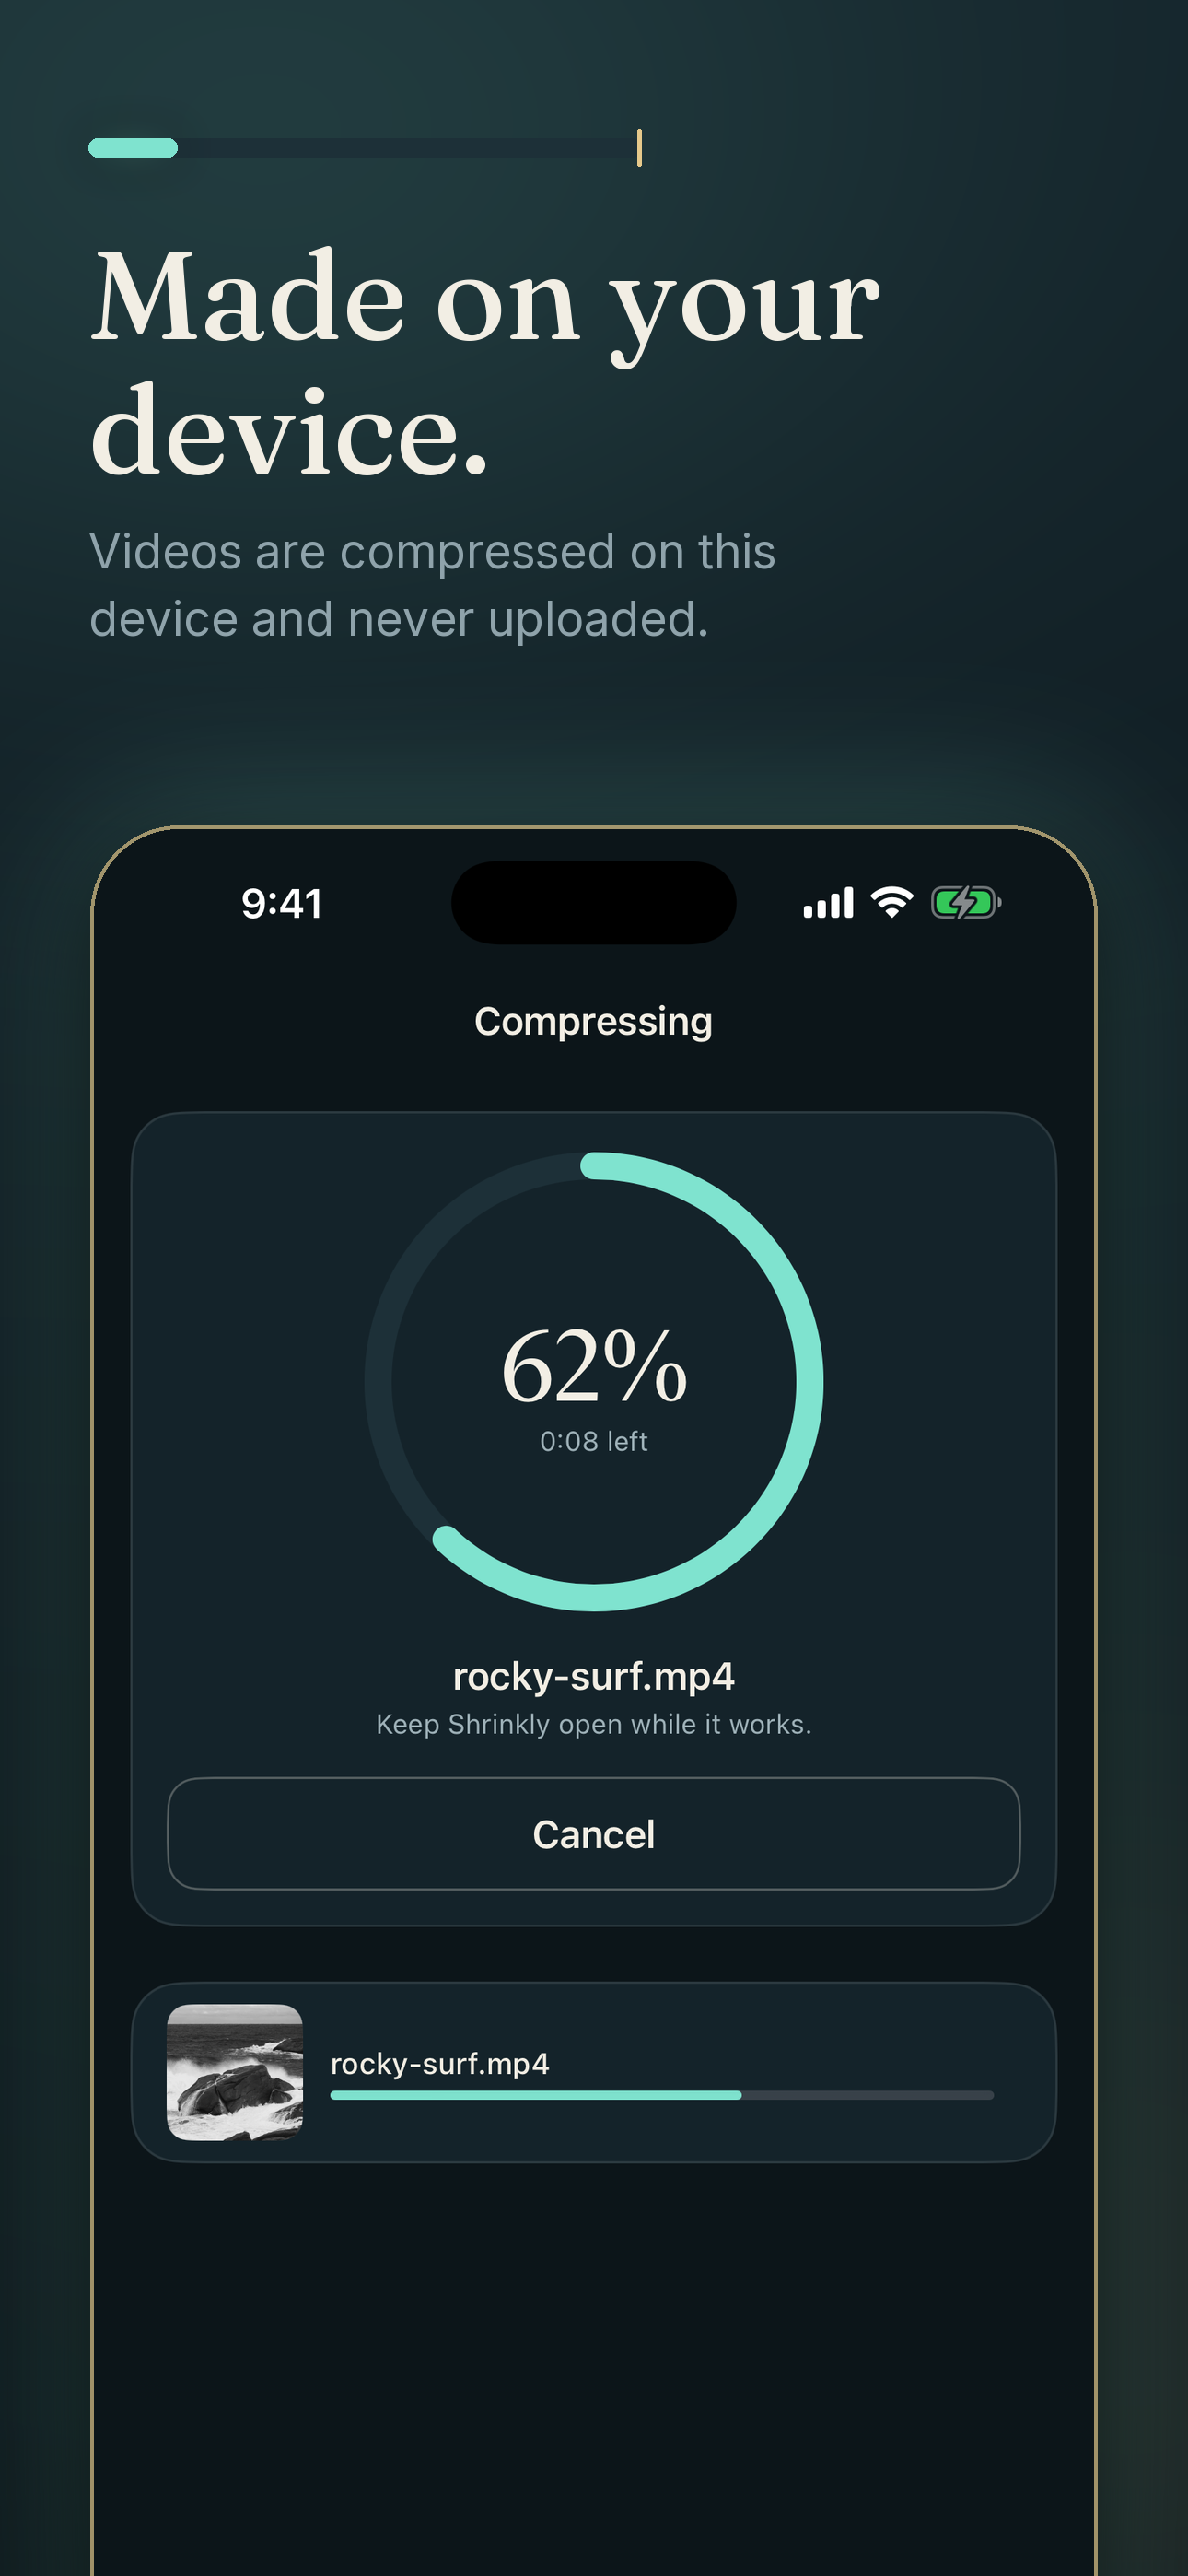 Made on your
device.
Videos are compressed on this
device and never uploaded.
9:41
Compressing
62%
0:08 left
rocky-surf.mp4
Keep Shrinkly open while it works.
Cancel
rocky-surf.mp4